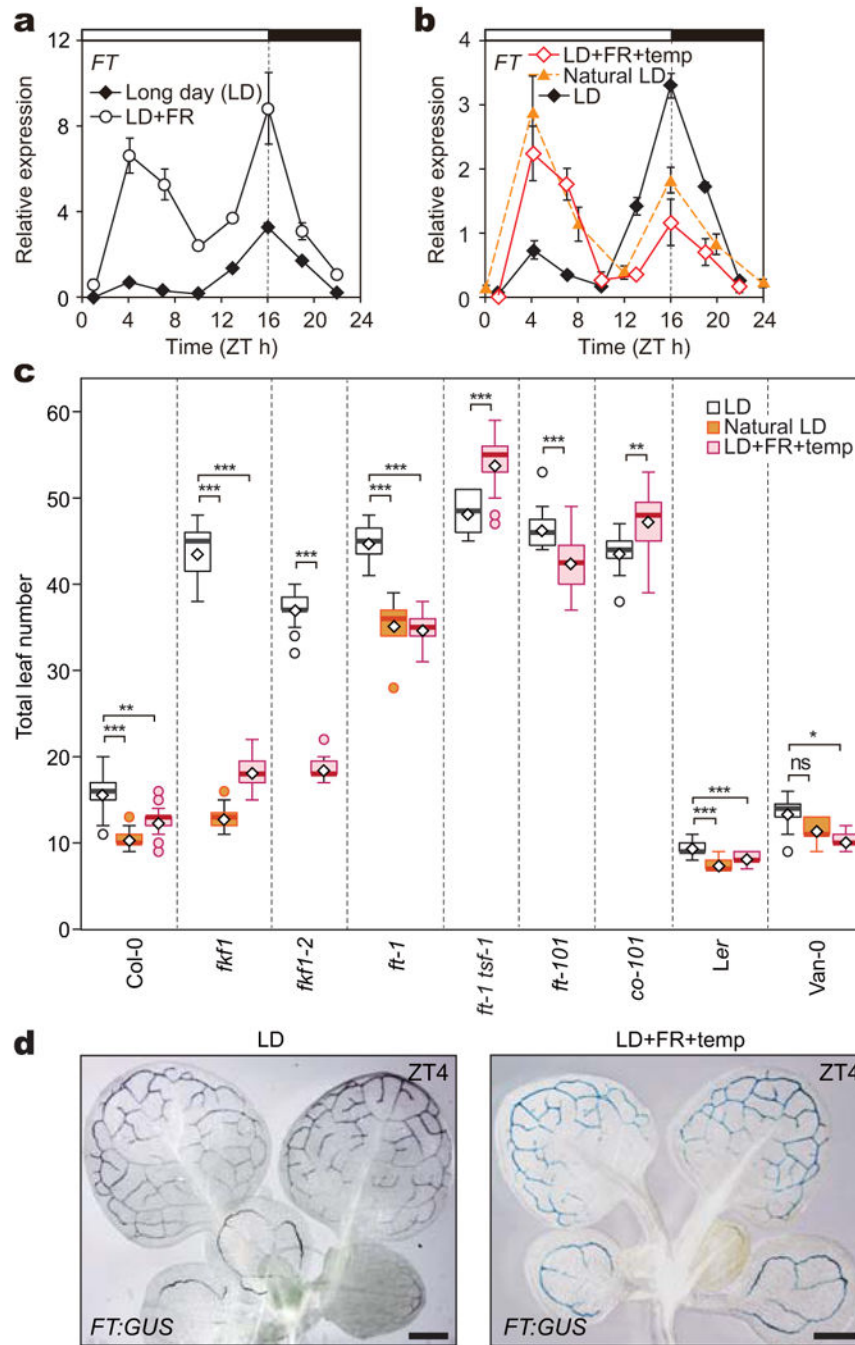 a
12
8
4
0
Relative expression
FT
Long day (LD)
LD+FR
0 4 8 12 16 20 24
Time (ZT h)
b
4
3
2
1
0
Relative expression
FT
LD+FR+temp
Natural LD
LD
0 4 8 12 16 20 24
Time (ZT h)
c
60
50
40
30
20
10
0
Total leaf number
LD
Natural LD
LD+FR+temp
*** **
*** ***
***
*** ***
***
***
**
*** ***
ns *
Col-0
fkf1
fkf1-2
ft-1
ft-1 tsf-1
ft-101
co-101
Ler
Van-0
d
LD
ZT4
FT:GUS
LD+FR+temp
ZT4
FT:GUS